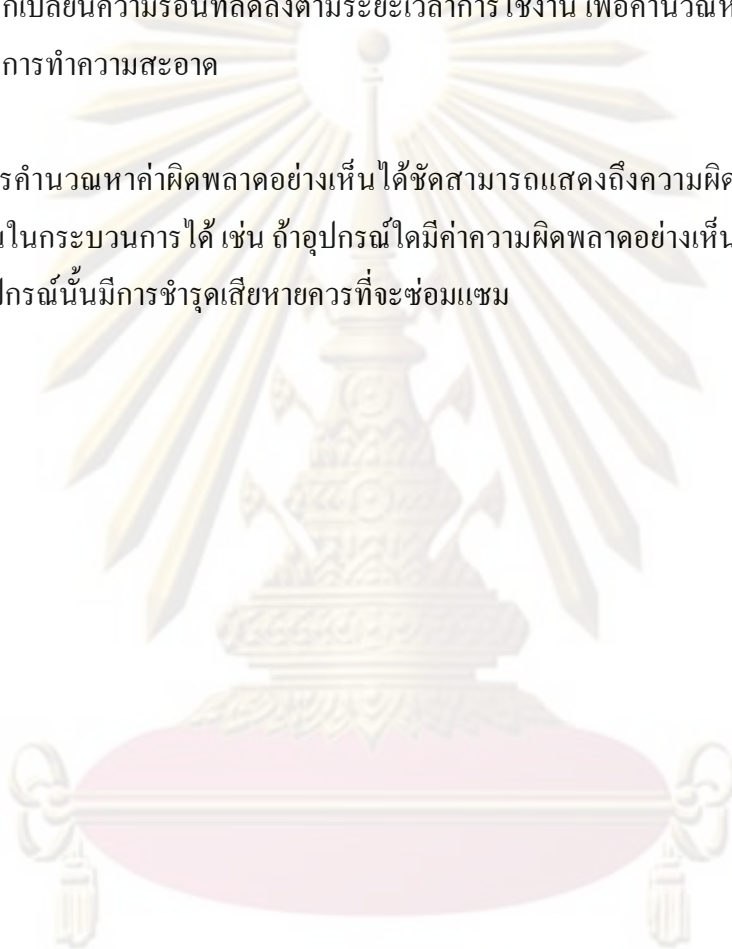 กเปลี่ยนความร้อนที่ลดลงตามระยะเวลาการใช้งาน เพื่อคำนวณห
การทำความสะอาด
รคำนวณหาค่าผิดพลาดอย่างเห็นได้ชัดสามารถแสดงถึงความผิด
นในกระบวนการได้ เช่น ถ้าอุปกรณ์ใดมีค่าความผิดพลาดอย่างเห็น
ปกรณ์นั้นมีการชำรุดเสียหายควรที่จะซ่อมแซม